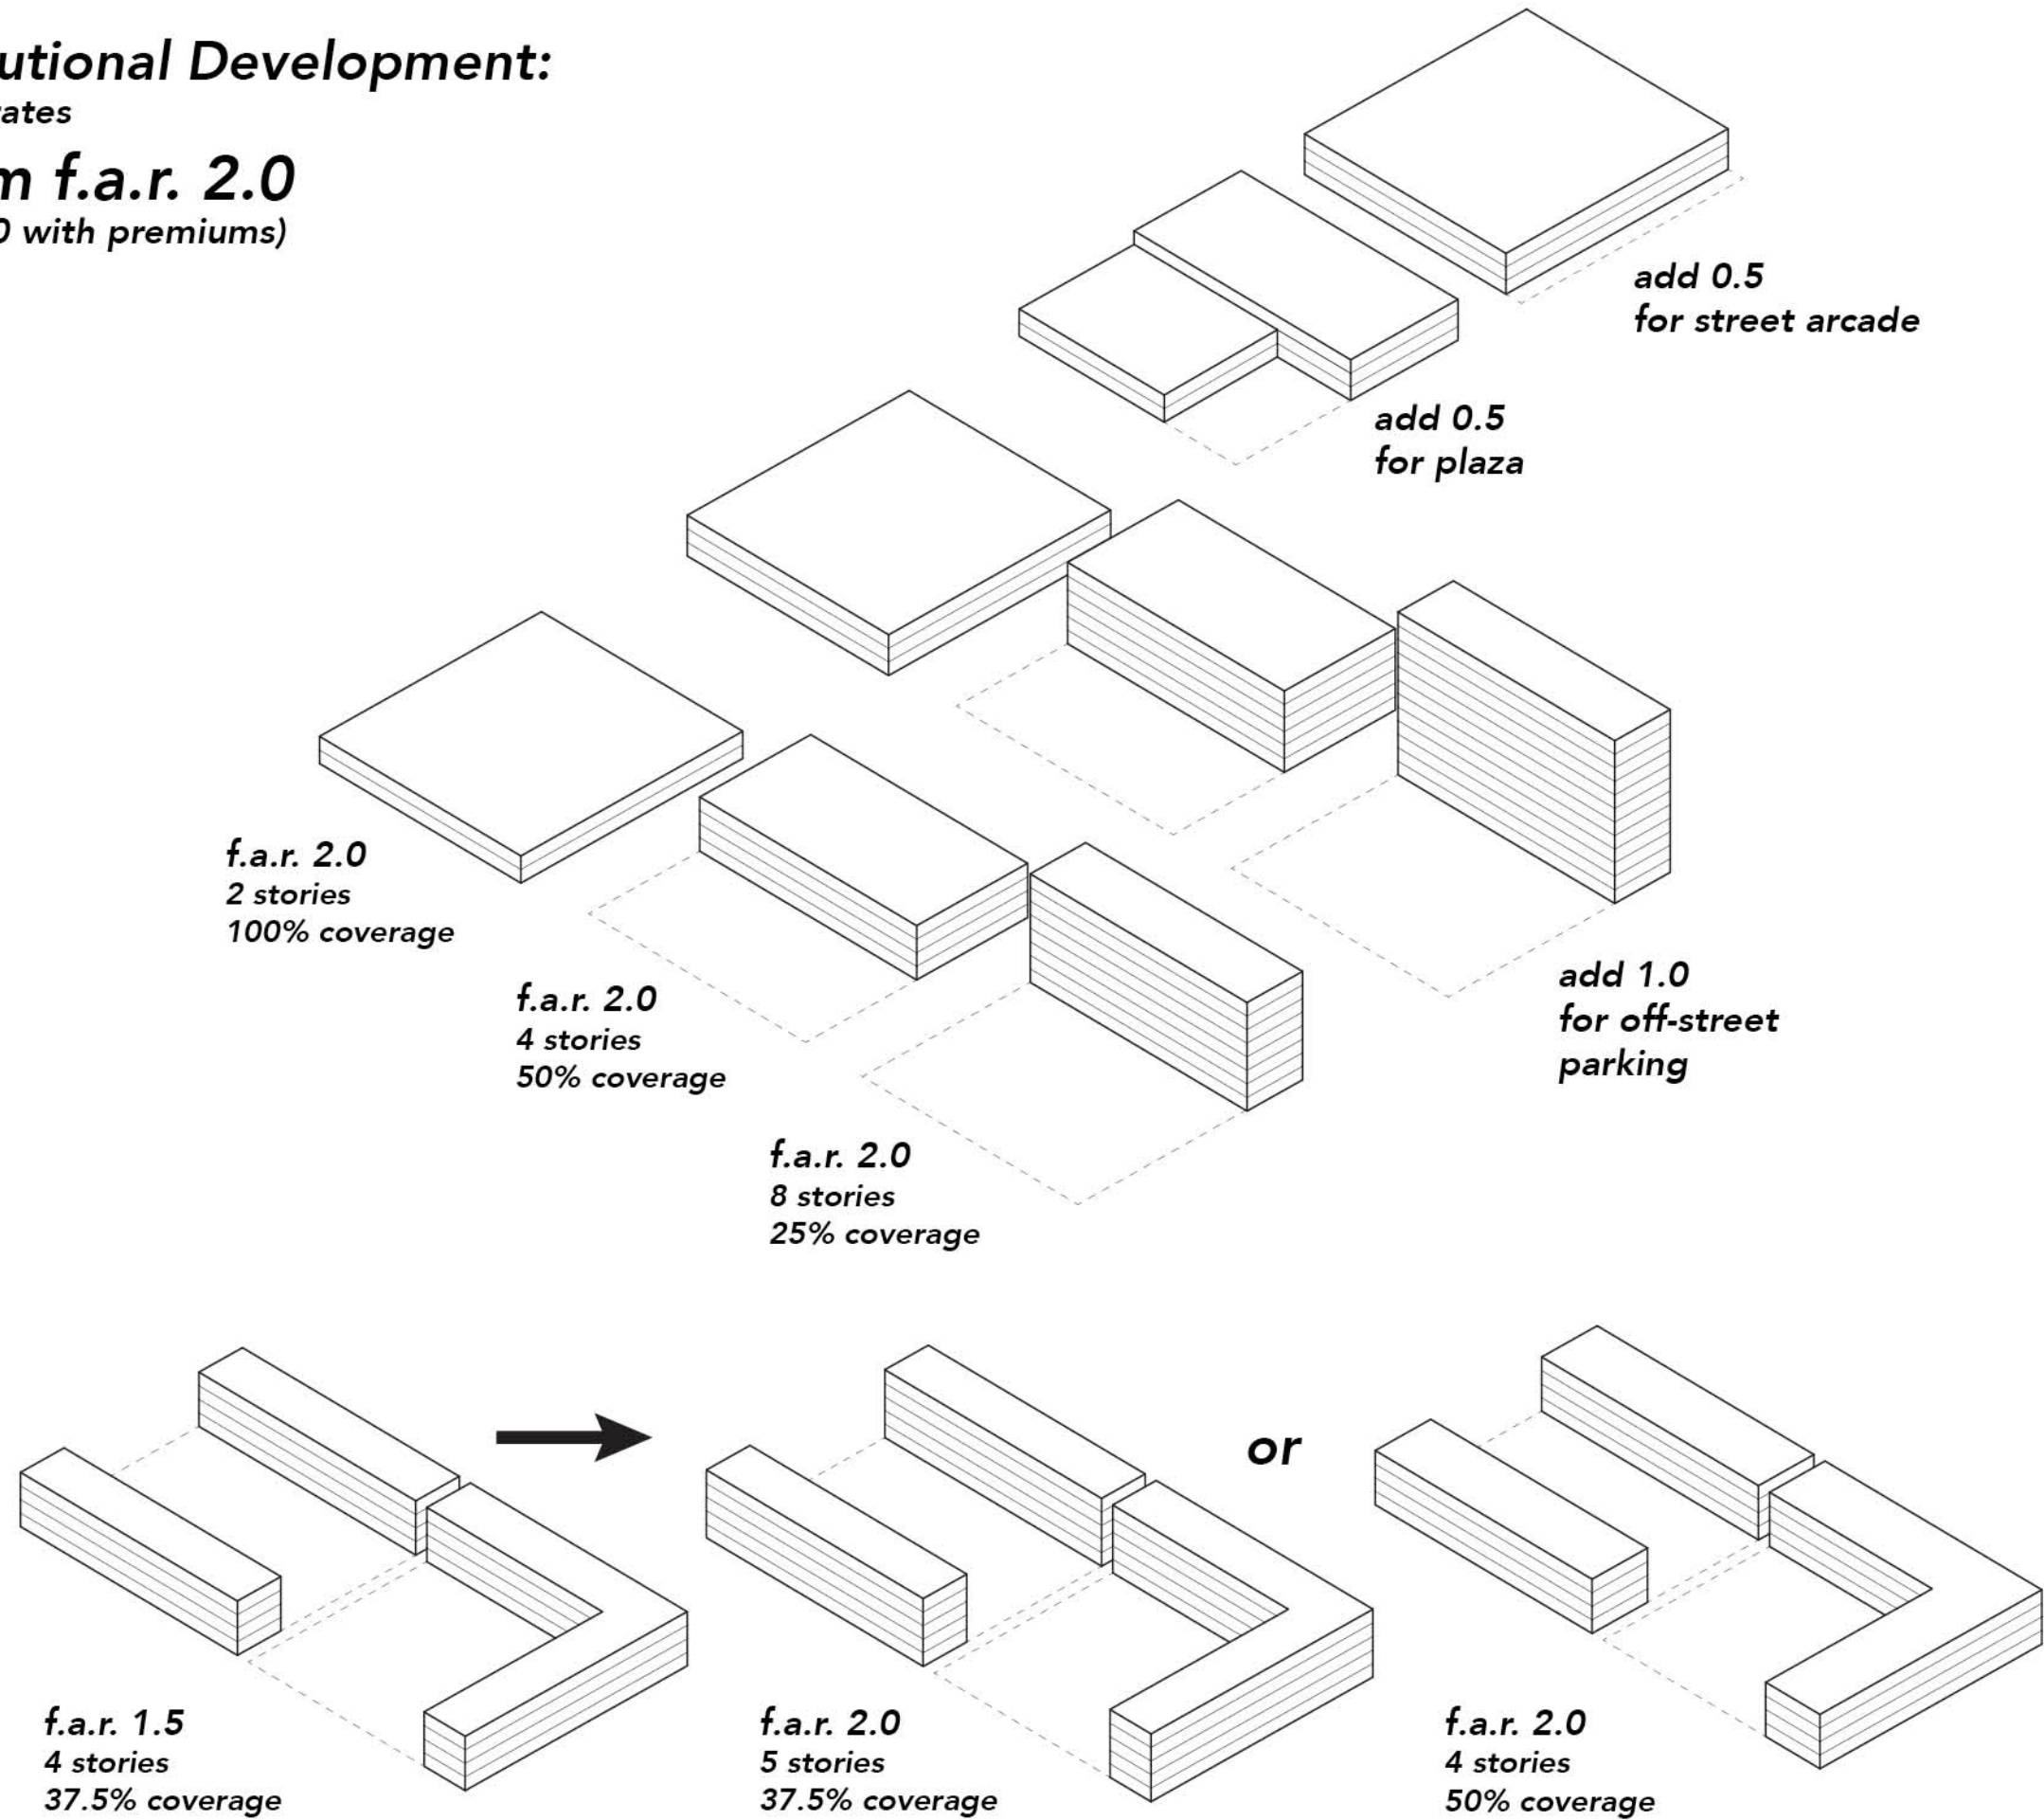 utional Development:
rates
m f.a.r. 2.0
0 with premiums)
add 0.5
for street arcade
add 0.5
for plaza
f.a.r. 2.0
2 stories
100% coverage
f.a.r. 2.0
4 stories
50% coverage
add 1.0
for off-street
parking
f.a.r. 2.0
8 stories
25% coverage
or
f.a.r. 1.5
4 stories
37.5% coverage
f.a.r. 2.0
5 stories
37.5% coverage
f.a.r. 2.0
4 stories
50% coverage